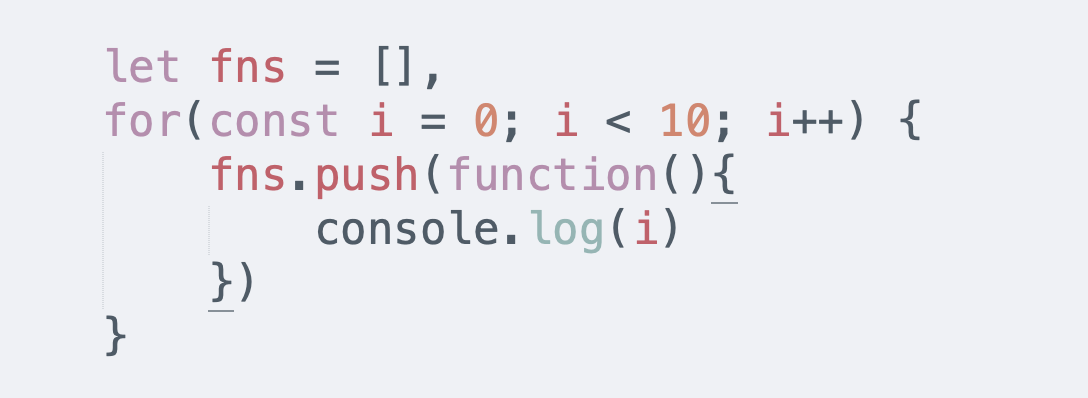 let fns = [],
for(const i = 0; i < 10; i++) {
    fns.push(function(){
        console.log(i)
    })
}